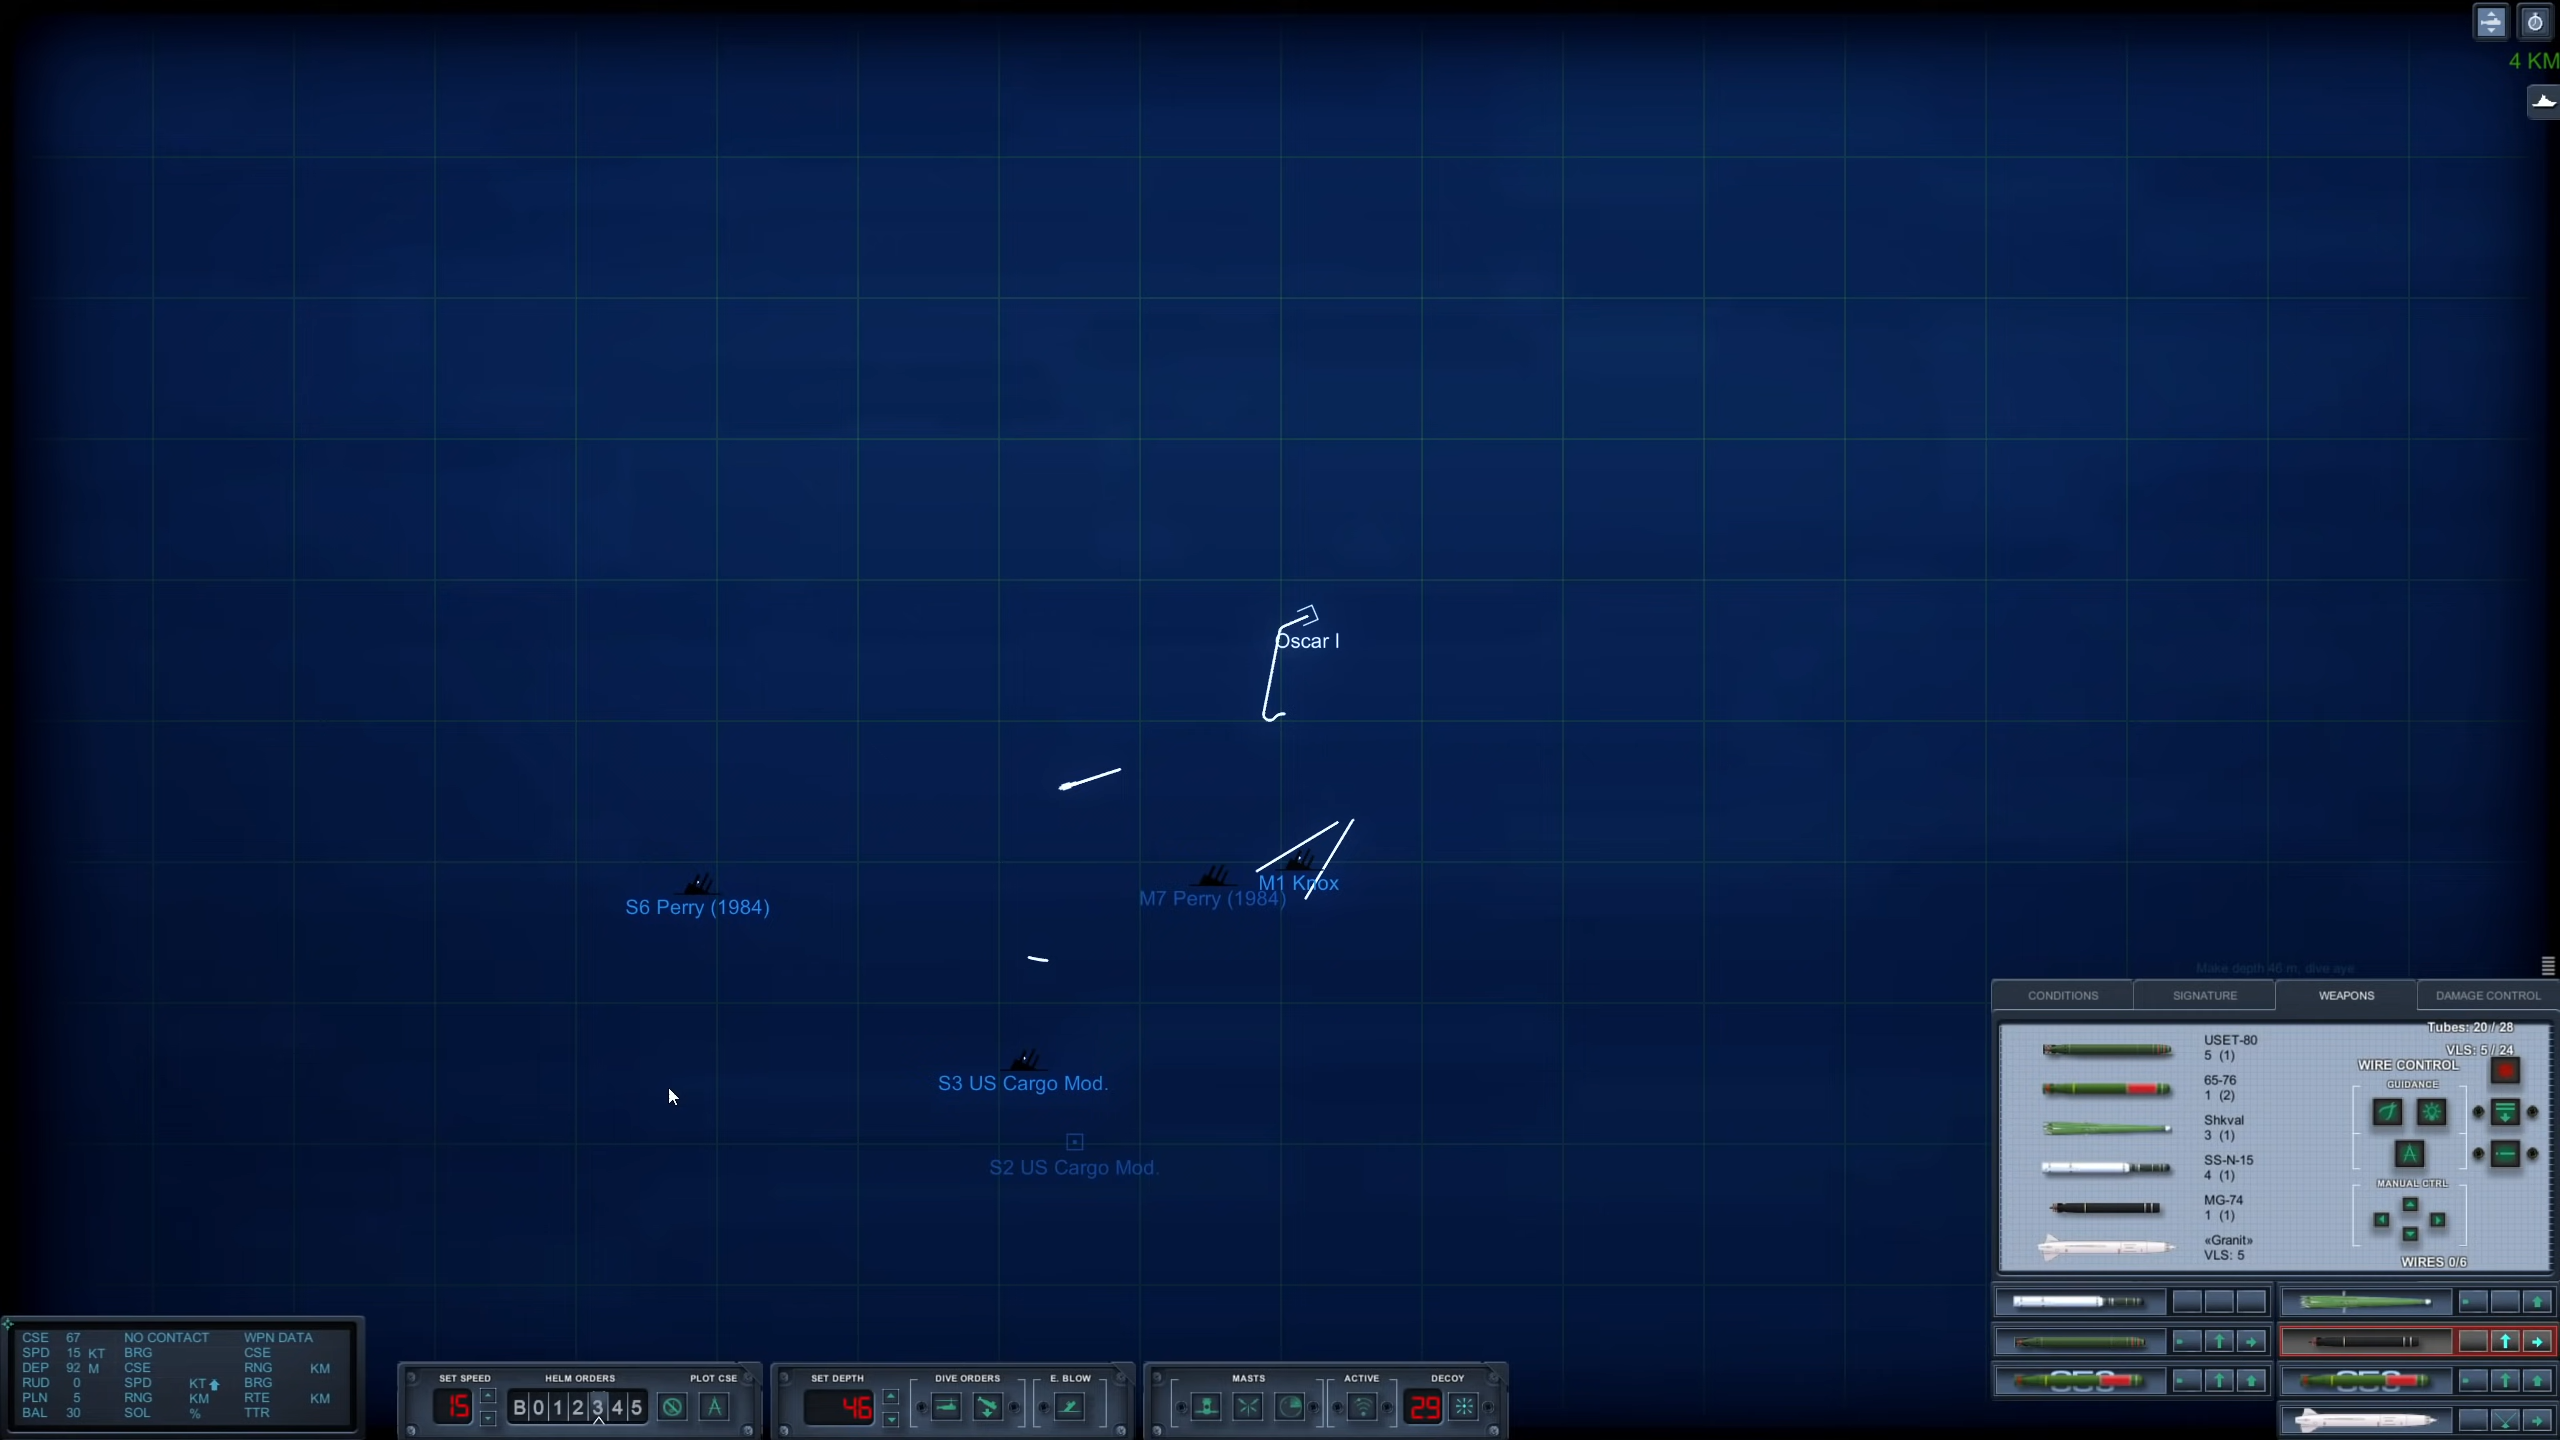 4 KM
Oscar I
M1 Knox
M7 Perry (1984)
S6 Perry (1984)
S3 US Cargo Mod.
S2 US Cargo Mod.
Make depth 46 m, dive aye
CONDITIONS
SIGNATURE
WEAPONS
DAMAGE CONTROL
Tubes: 20 / 28
VLS: 5 / 24
WIRE CONTROL
GUIDANCE
MANUAL CTRL
WIRES 0/6
USET-80
5 (1)
65-76
1 (2)
Shkval
3 (1)
SS-N-15
4 (1)
MG-74
1 (1)
«Granit»
VLS: 5
CSE 67 NO CONTACT WPN DATA
SPD 15 KT BRG CSE
DEP 92 M CSE RNG KM
RUD 0 SPD KT BRG
PLN 5 RNG KM RTE KM
BAL 30 SOL % TTR
SET SPEED
15
HELM ORDERS
B 0 1 2 3 4 5
PLOT CSE
SET DEPTH
46
DIVE ORDERS
E. BLOW
MASTS
ACTIVE
DECOY
29